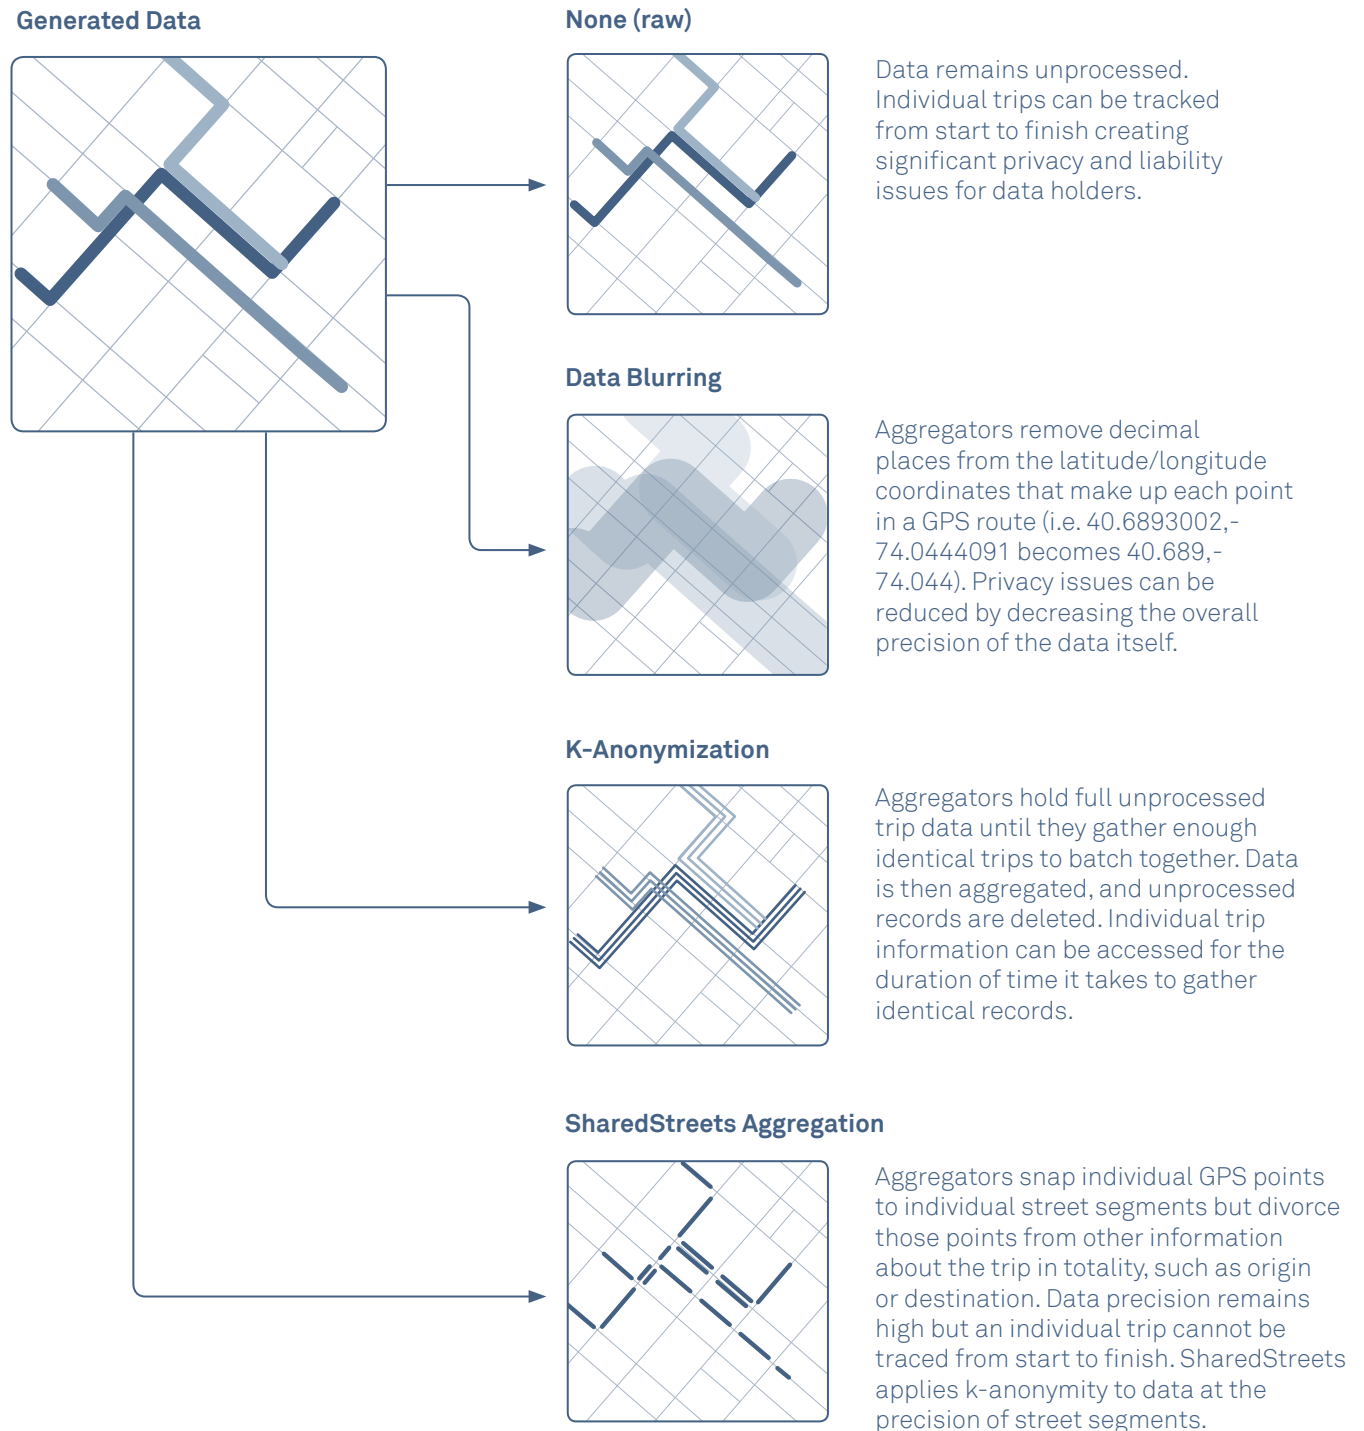 Generated Data
None (raw)
Data remains unprocessed.
Individual trips can be tracked
from start to finish creating
significant privacy and liability
issues for data holders.
Data Blurring
Aggregators remove decimal
places from the latitude/longitude
coordinates that make up each point
in a GPS route (i.e. 40.6893002,-
74.0444091 becomes 40.689,-
74.044). Privacy issues can be
reduced by decreasing the overall
precision of the data itself.
K-Anonymization
Aggregators hold full unprocessed
trip data until they gather enough
identical trips to batch together. Data
is then aggregated, and unprocessed
records are deleted. Individual trip
information can be accessed for the
duration of time it takes to gather
identical records.
SharedStreets Aggregation
Aggregators snap individual GPS points
to individual street segments but divorce
those points from other information
about the trip in totality, such as origin
or destination. Data precision remains
high but an individual trip cannot be
traced from start to finish. SharedStreets
applies k-anonymity to data at the
precision of street segments.